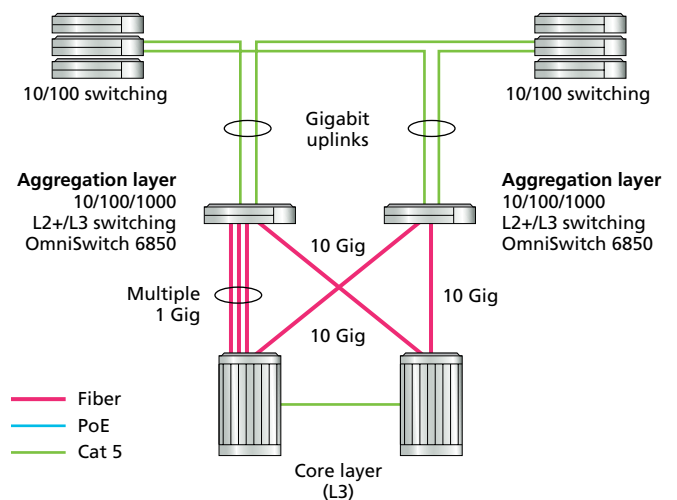 10/100 switching
10/100 switching
Gigabit
uplinks
Aggregation layer
10/100/1000
L2+/L3 switching
OmniSwitch 6850
Aggregation layer
10/100/1000
L2+/L3 switching
OmniSwitch 6850
10 Gig
Multiple
1 Gig
10 Gig
10 Gig
Fiber
PoE
Cat 5
Core layer
(L3)